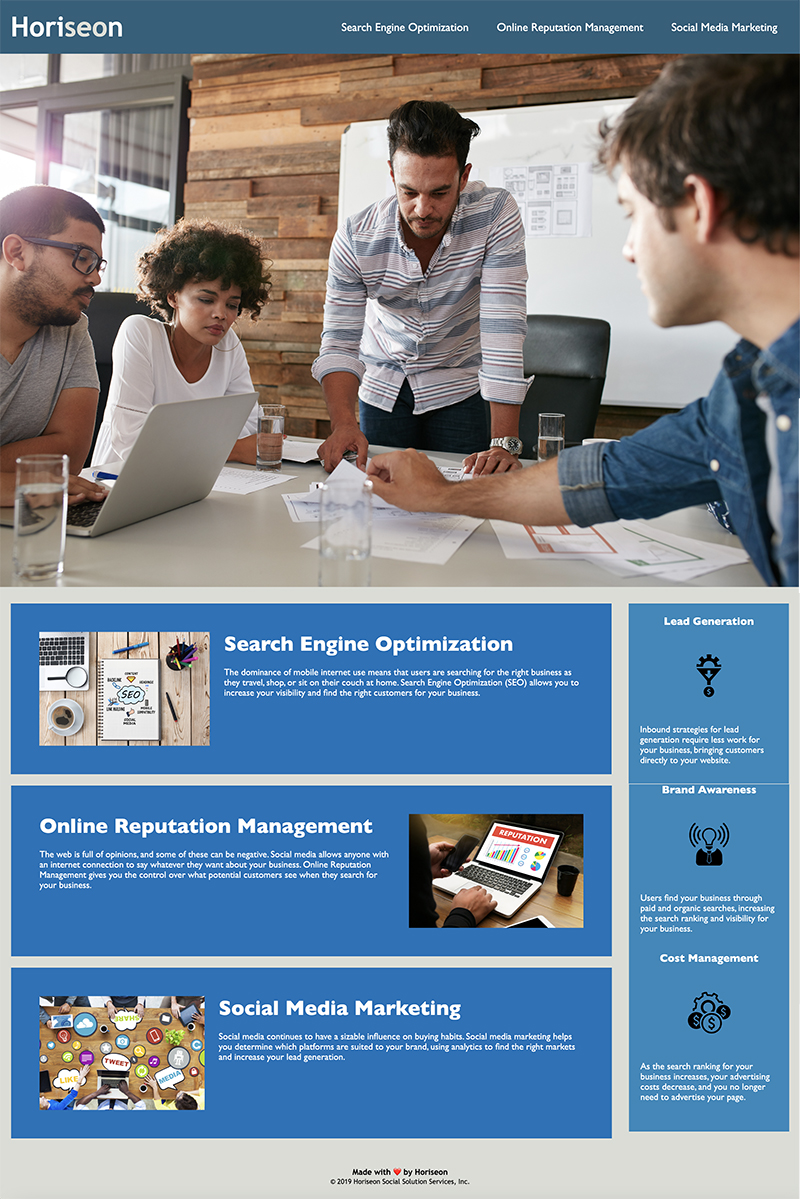 Horiseon
Search Engine Optimization
Online Reputation Management
Social Media Marketing
Search Engine Optimization
The dominance of mobile internet use means that users are searching for the right business as
they travel, shop, or sit on their couch at home. Search Engine Optimization (SEO) allows you to
increase your visibility and find the right customers for your business.
SEO
Online Reputation Management
The web is full of opinions, and some of these can be negative. Social media allows anyone with
an internet connection to say whatever they want about your business. Online Reputation
Management gives you the control over what potential customers see when they search for
your business.
REPUTATION
Social Media Marketing
Social media continues to have a sizable influence on buying habits. Social media marketing helps
you determine which platforms are suited to your brand, using analytics to find the right markets
and increase your lead generation.
SHARE
TWEET
LIKE
MEDIA
Lead Generation
$
Inbound strategies for lead
generation require less work for
your business, bringing customers
directly to your website.
Brand Awareness
Users find your business through
paid and organic searches, increasing
the search ranking and visibility for
your business.
Cost Management
$ $ $
As the search ranking for your
business increases, your advertising
costs decrease, and you no longer
need to advertise your page.
Made with ❤️ by Horiseon
© 2019 Horiseon Social Solution Services, Inc.